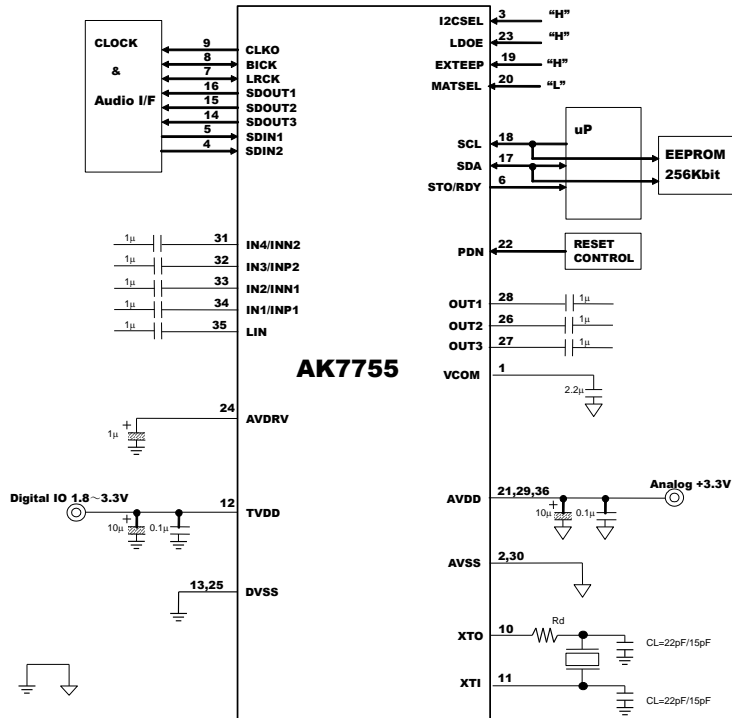 CLOCK
&
Audio I/F
9 CLKO
8 BICK
7 LRCK
16 SDOUT1
15 SDOUT2
14 SDOUT3
5 SDIN1
4 SDIN2
I2CSEL 3 “H”
LDOE 23 “H”
EXTEEP 19 “H”
MATSEL 20 “L”
SCL 18
SDA 17
STO/RDY 6
uP
EEPROM
256Kbit
PDN 22
RESET
CONTROL
1μ 31 IN4/INN2
1μ 32 IN3/INP2
1μ 33 IN2/INN1
1μ 34 IN1/INP1
1μ 35 LIN
OUT1 28 1μ
OUT2 26 1μ
OUT3 27 1μ
VCOM 1
2.2μ
AK7755
24 AVDRV
+
1μ
Digital IO 1.8～3.3V
12 TVDD
+
10μ 0.1μ
AVDD 21,29,36
Analog +3.3V
+
10μ 0.1μ
AVSS 2,30
13,25 DVSS
XTO 10 Rd
CL=22pF/15pF
XTI 11
CL=22pF/15pF